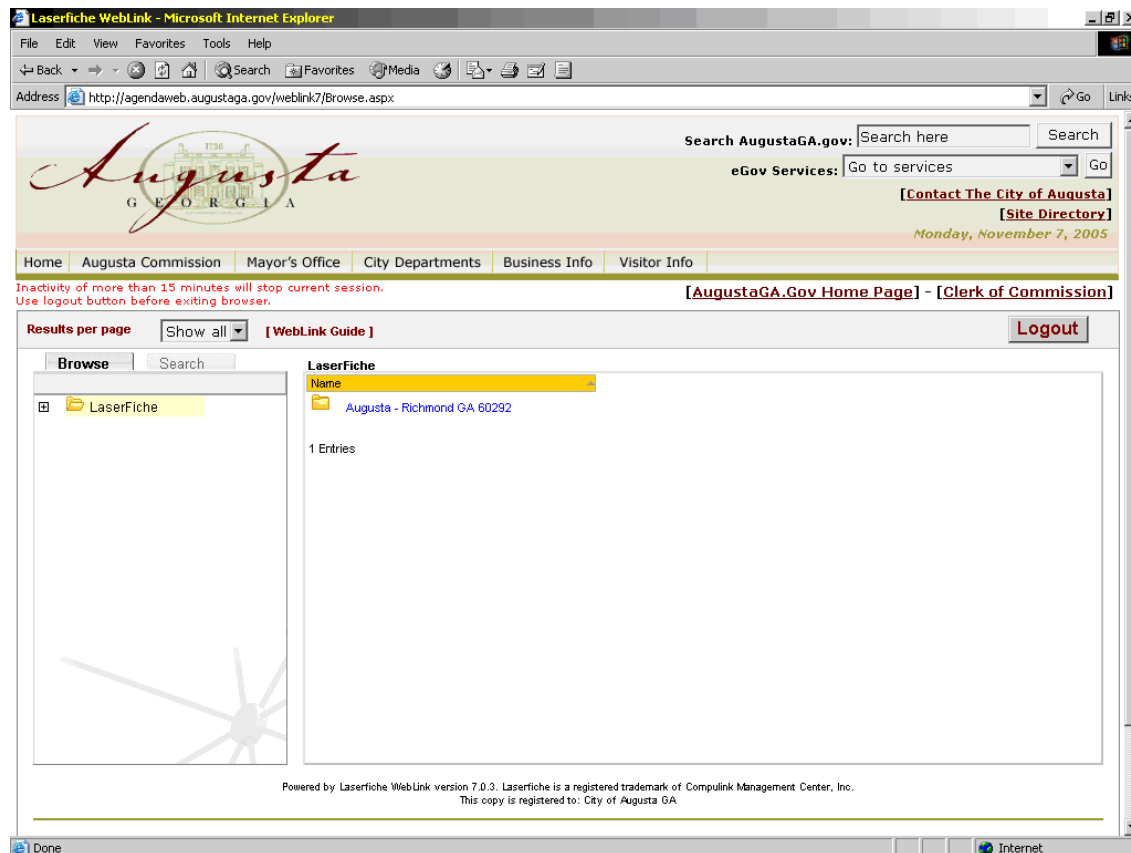 Laserfiche WebLink - Microsoft Internet Explorer
File Edit View Favorites Tools Help
Back Search Favorites Media
Address http://agendaweb.augustaga.gov/weblink7/Browse.aspx Go Links
1736
Augusta
GEORGIA
Search AugustaGA.gov: Search here Search
eGov Services: Go to services Go
[Contact The City of Augusta]
[Site Directory]
Monday, November 7, 2005
Home Augusta Commission Mayor's Office City Departments Business Info Visitor Info
Inactivity of more than 15 minutes will stop current session.
Use logout button before exiting browser.
[AugustaGA.Gov Home Page] - [Clerk of Commission]
Results per page Show all [ WebLink Guide ] Logout
Browse Search
LaserFiche
LaserFiche
Name
Augusta - Richmond GA 60292
1 Entries
Powered by Laserfiche WebLink version 7.0.3. Laserfiche is a registered trademark of Compulink Management Center, Inc.
This copy is registered to: City of Augusta GA
Done Internet